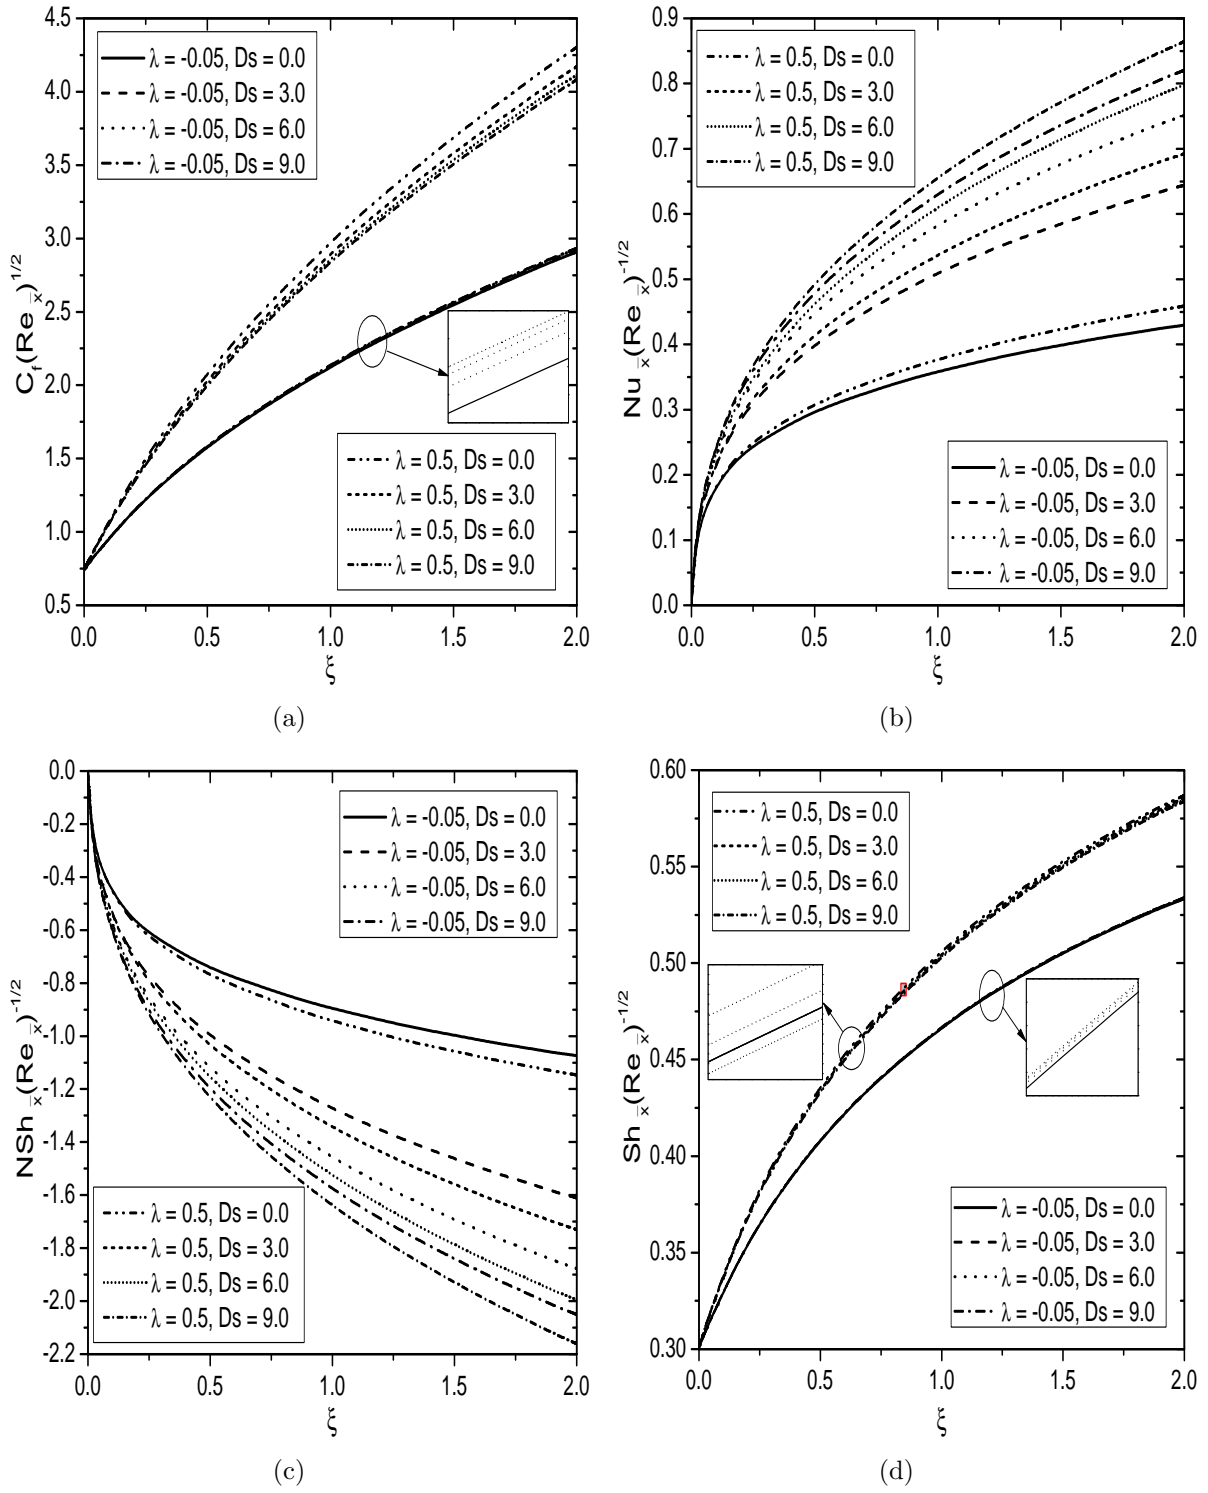 4.5
4.0
3.5
3.0
2.5
2.0
1.5
1.0
0.5
C_f(Re_x̄)^1/2
λ = -0.05, Ds = 0.0
λ = -0.05, Ds = 3.0
λ = -0.05, Ds = 6.0
λ = -0.05, Ds = 9.0
λ = 0.5, Ds = 0.0
λ = 0.5, Ds = 3.0
λ = 0.5, Ds = 6.0
λ = 0.5, Ds = 9.0
0.0 0.5 1.0 1.5 2.0
ξ
(a)
0.9
0.8
0.7
0.6
0.5
0.4
0.3
0.2
0.1
0.0
Nu_x̄(Re_x̄)^-1/2
λ = 0.5, Ds = 0.0
λ = 0.5, Ds = 3.0
λ = 0.5, Ds = 6.0
λ = 0.5, Ds = 9.0
λ = -0.05, Ds = 0.0
λ = -0.05, Ds = 3.0
λ = -0.05, Ds = 6.0
λ = -0.05, Ds = 9.0
0.0 0.5 1.0 1.5 2.0
ξ
(b)
0.0
-0.2
-0.4
-0.6
-0.8
-1.0
-1.2
-1.4
-1.6
-1.8
-2.0
-2.2
NSh_x̄(Re_x̄)^-1/2
λ = -0.05, Ds = 0.0
λ = -0.05, Ds = 3.0
λ = -0.05, Ds = 6.0
λ = -0.05, Ds = 9.0
λ = 0.5, Ds = 0.0
λ = 0.5, Ds = 3.0
λ = 0.5, Ds = 6.0
λ = 0.5, Ds = 9.0
0.0 0.5 1.0 1.5 2.0
ξ
(c)
0.60
0.55
0.50
0.45
0.40
0.35
0.30
Sh_x̄(Re_x̄)^-1/2
λ = 0.5, Ds = 0.0
λ = 0.5, Ds = 3.0
λ = 0.5, Ds = 6.0
λ = 0.5, Ds = 9.0
λ = -0.05, Ds = 0.0
λ = -0.05, Ds = 3.0
λ = -0.05, Ds = 6.0
λ = -0.05, Ds = 9.0
0.0 0.5 1.0 1.5 2.0
ξ
(d)